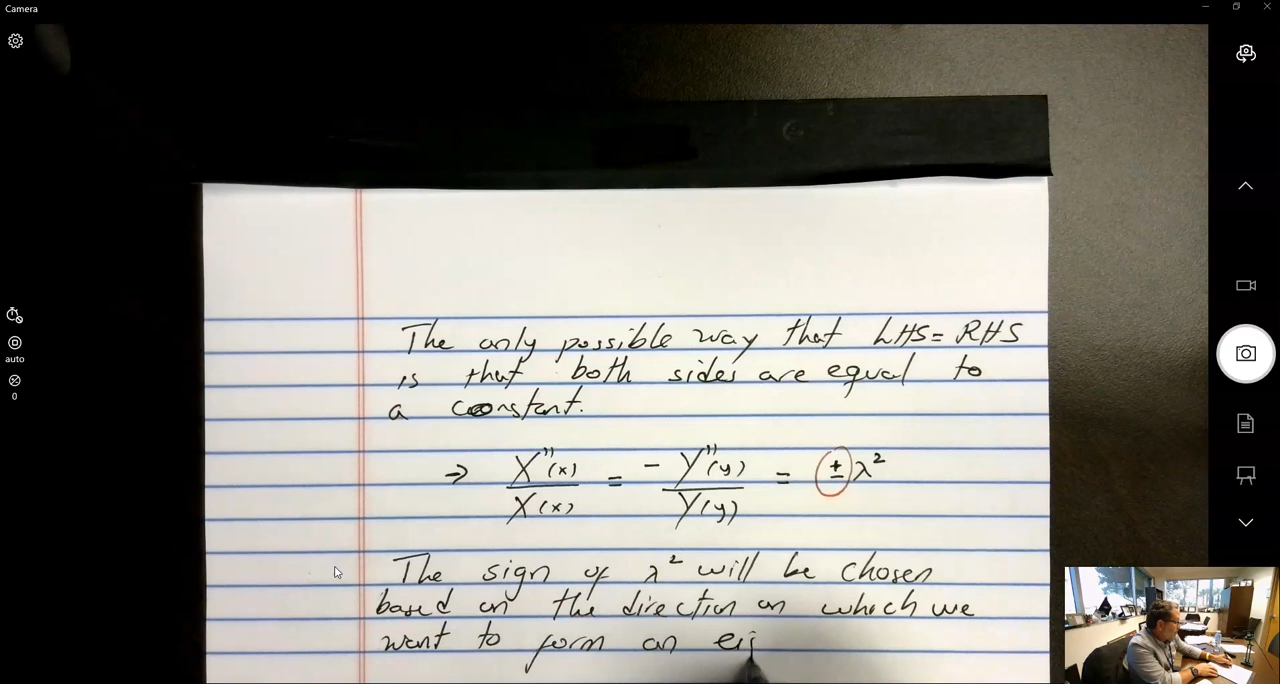 Camera
auto
0
The only possible way that LHS = RHS
is that both sides are equal to
a constant.
→ X''(x)/X(x) = -Y''(y)/Y(y) = ±λ²
The sign of λ² will be chosen
based on the direction on which we
want to form an eig